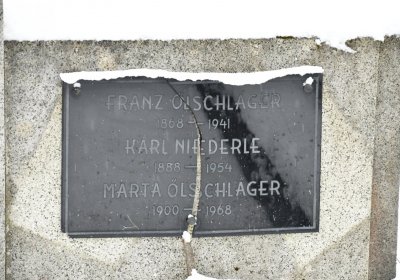 FRANZ ÖLSCHLÄGER
1868 — 1941
KARL NIEDERLE
1888 — 1954
MARTA ÖLSCHLÄGER
1900 — 1968